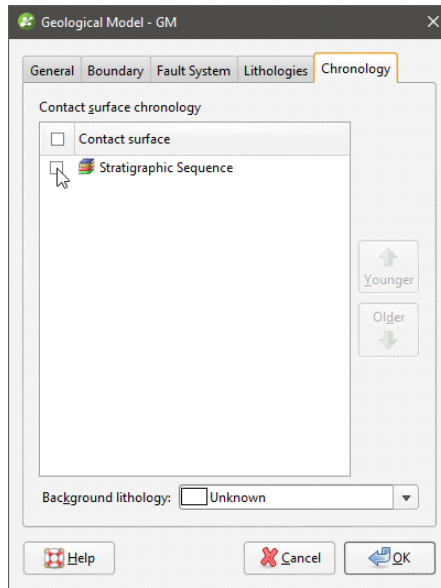 Geological Model - GM
General Boundary Fault System Lithologies Chronology
Contact surface chronology
Contact surface
Stratigraphic Sequence
Younger
Older
Background lithology: Unknown
Help Cancel OK